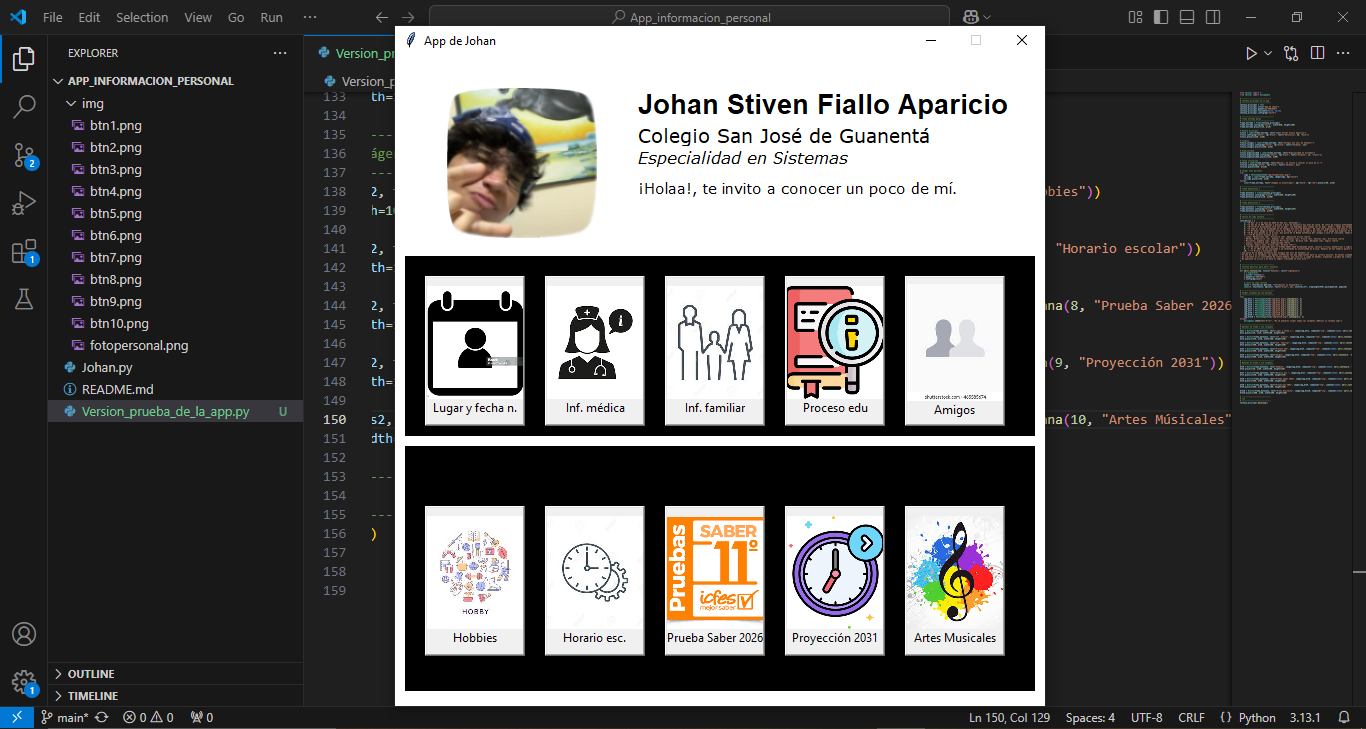 File Edit Selection View Go Run ···
App_informacion_personal
EXPLORER
APP_INFORMACION_PERSONAL
img
btn1.png
btn2.png
btn3.png
btn4.png
btn5.png
btn6.png
btn7.png
btn8.png
btn9.png
btn10.png
fotopersonal.png
Johan.py
README.md
Version_prueba_de_la_app.py U
OUTLINE
TIMELINE
Version_pr
Version_p
133 th=
134
135 ---
136 áge
137 ---
138 2, bies"))
139 h=1
140
141 2, "Horario escolar"))
142 th=
143
144 2, na(8, "Prueba Saber 2026
145 th=
146
147 2, a(9, "Proyección 2031"))
148 th=
149
150 s2, na(10, "Artes Músicales"
151 dth
152
153 ---
154
155 ---
156 )
157
158
159
App de Johan
Johan Stiven Fiallo Aparicio
Colegio San José de Guanentá
Especialidad en Sistemas
¡Holaa!, te invito a conocer un poco de mí.
i
shutterstock.com · 465585674
Lugar y fecha n.
Inf. médica
Inf. familiar
Proceso edu
Amigos
HOBBY
Pruebas
SABER
11º
icfes
mejor saber
Hobbies
Horario esc.
Prueba Saber 2026
Proyección 2031
Artes Musicales
main* 0 0 0
Ln 150, Col 129 Spaces: 4 UTF-8 CRLF {} Python 3.13.1